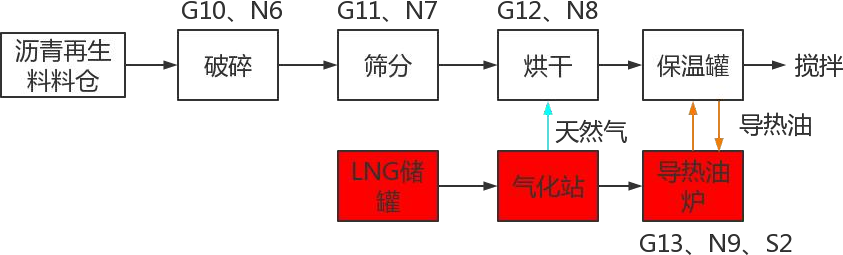 G10、N6
G11、N7
G12、N8
沥青再生
料料仓
破碎
筛分
烘干
保温罐
搅拌
天然气
导热油
LNG储
罐
气化站
导热油
炉
G13、N9、S2